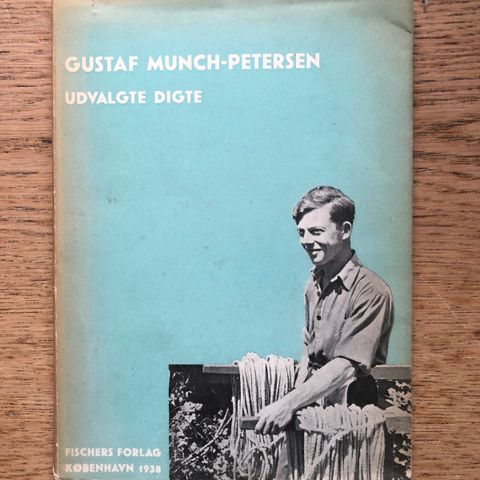 GUSTAF MUNCH-PETERSEN
UDVALGTE DIGTE
FISCHERS FORLAG
KØBENHAVN 1938